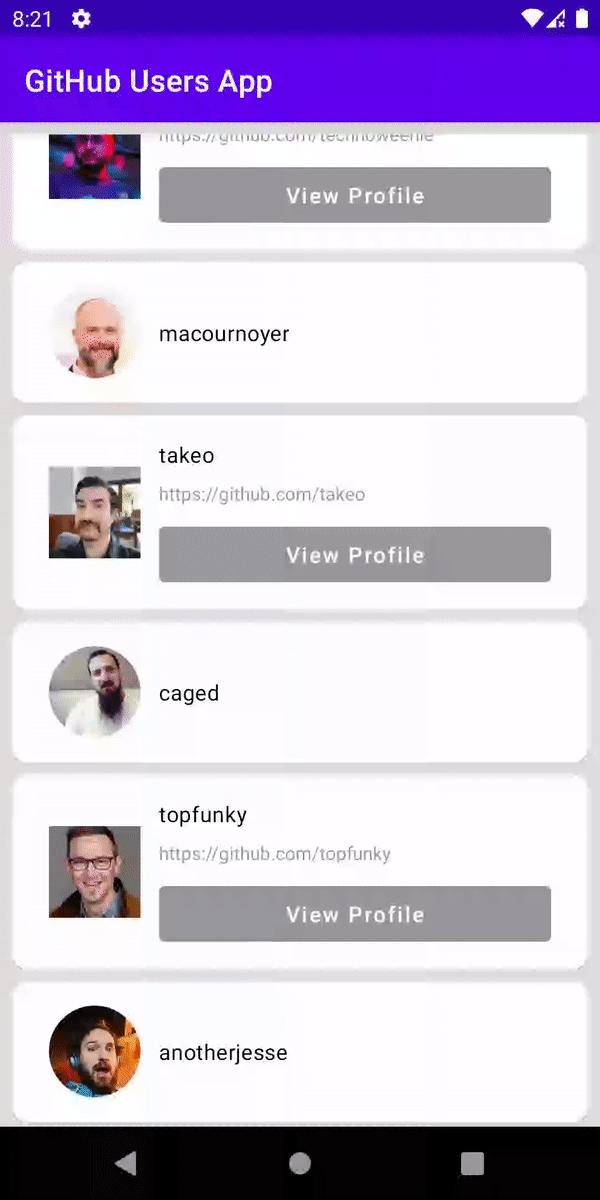 8:21
GitHub Users App
https://github.com/technoweenie
View Profile
macournoyer
takeo
https://github.com/takeo
View Profile
caged
topfunky
https://github.com/topfunky
View Profile
anotherjesse